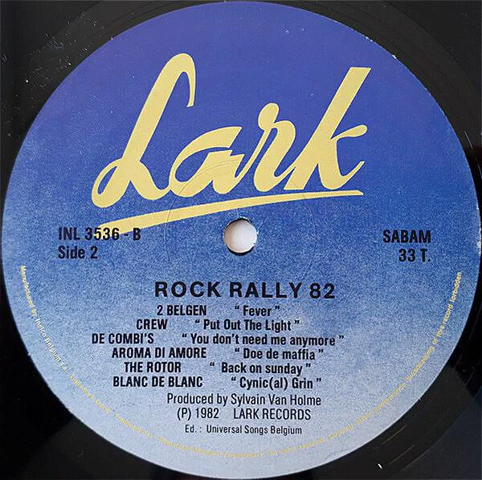 Lark
INL 3536 - B
Side 2
SABAM
33 T.
ROCK RALLY 82
2 BELGEN "Fever"
CREW "Put Out The Light"
DE COMBI'S "You don't need me anymore"
AROMA DI AMORE "Doe de maffia"
THE ROTOR "Back on sunday"
BLANC DE BLANC "Cynic(al) Grin"
Produced by Sylvain Van Holme
(P) 1982 LARK RECORDS
Ed.: Universal Songs Belgium